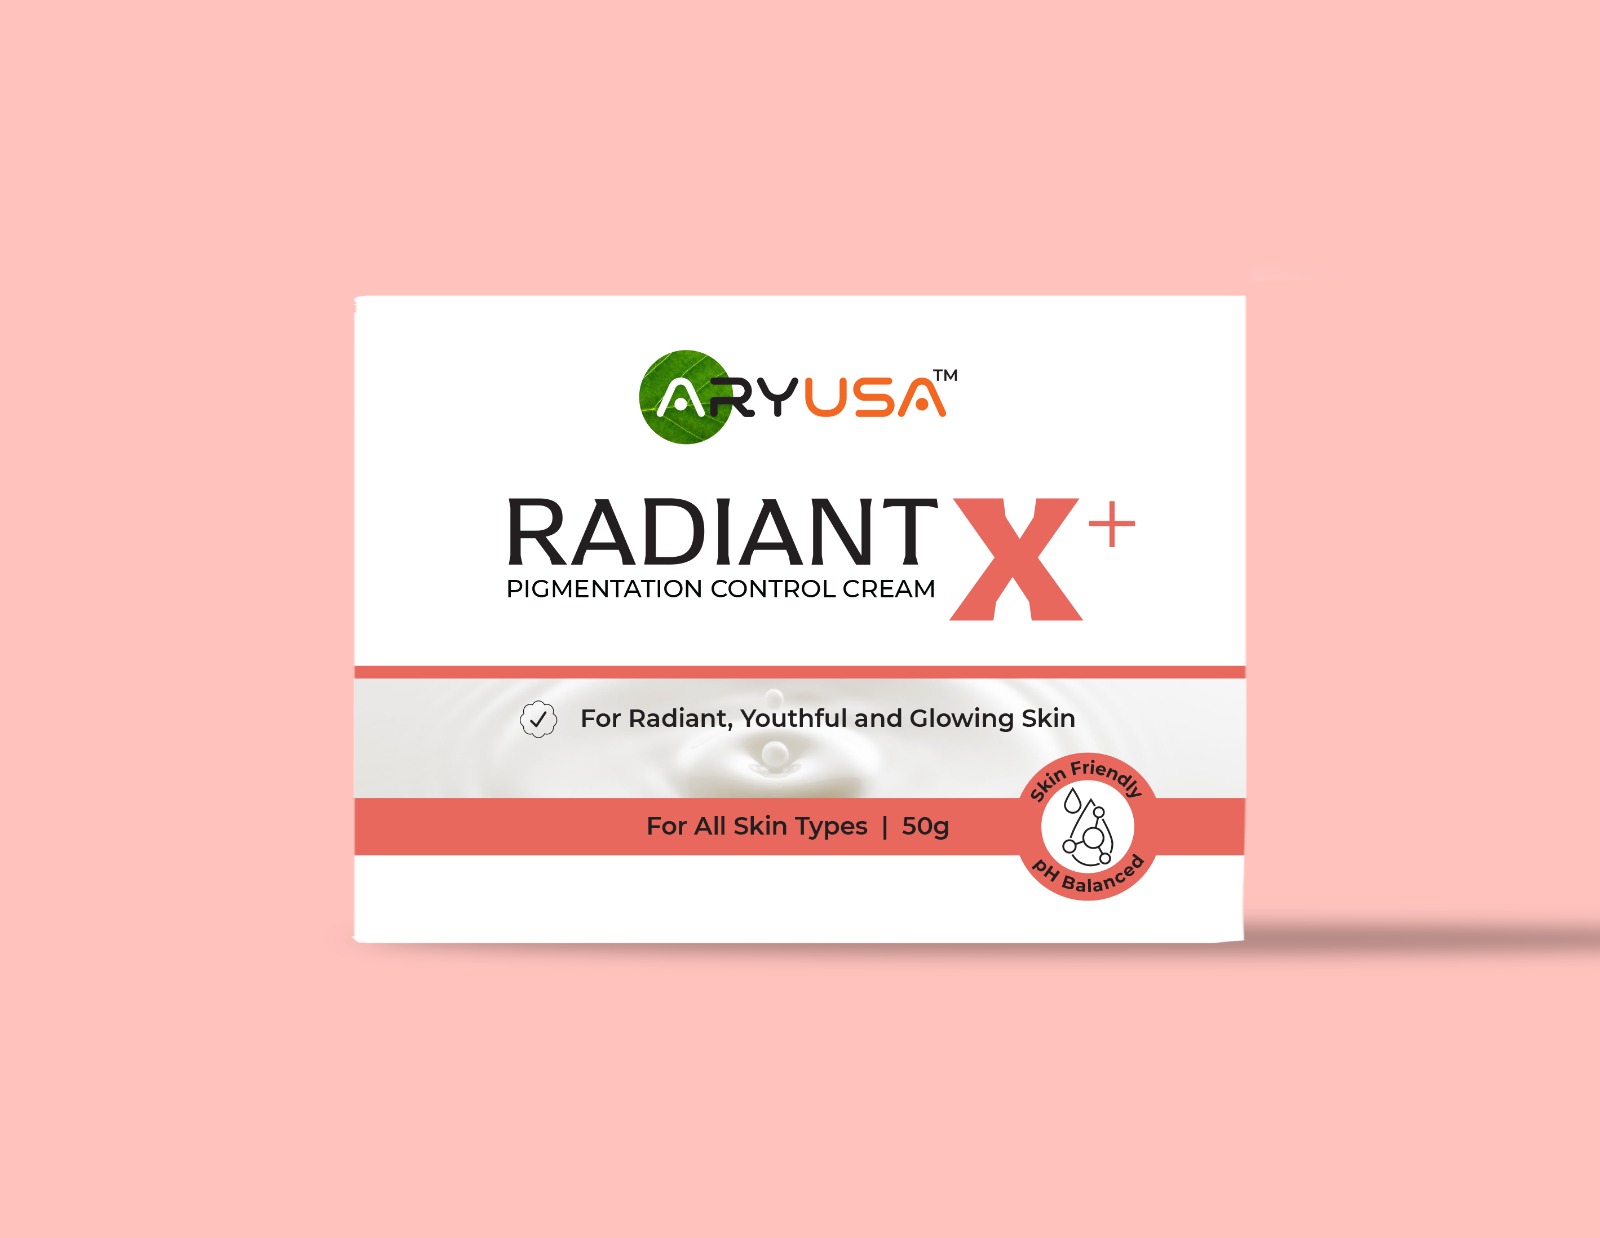 ARYUSA™
RADIANT X+
PIGMENTATION CONTROL CREAM
For Radiant, Youthful and Glowing Skin
For All Skin Types | 50g
Skin Friendly
pH Balanced